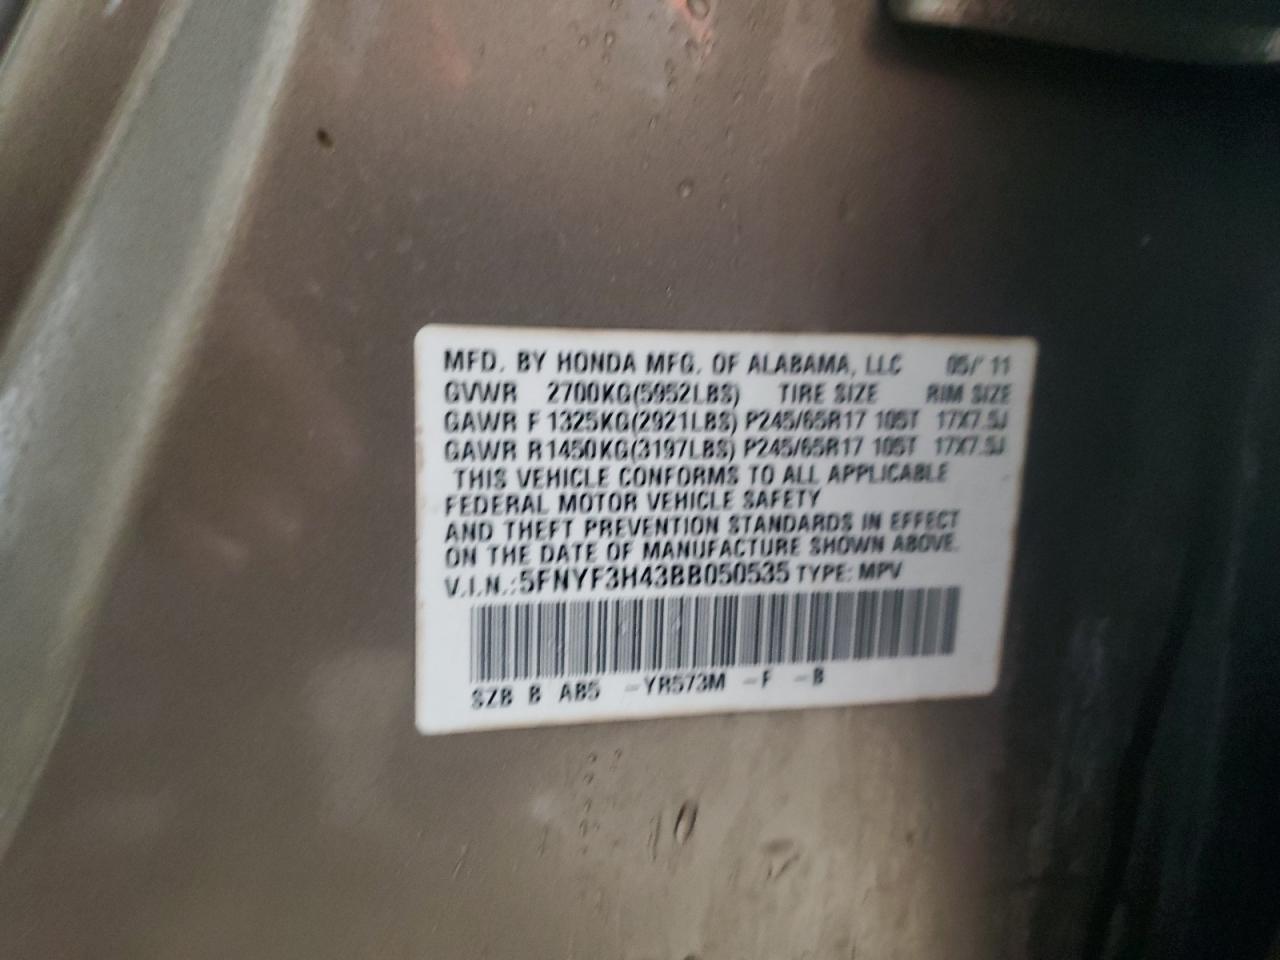 MFD. BY HONDA MFG. OF ALABAMA, LLC 05/'11
GVWR 2700KG(5952LBS) TIRE SIZE RIM SIZE
GAWR F 1325KG(2921LBS) P245/65R17 105T 17X7.5J
GAWR R 1450KG(3197LBS) P245/65R17 105T 17X7.5J
THIS VEHICLE CONFORMS TO ALL APPLICABLE
FEDERAL MOTOR VEHICLE SAFETY
AND THEFT PREVENTION STANDARDS IN EFFECT
ON THE DATE OF MANUFACTURE SHOWN ABOVE.
V.I.N.:5FNYF3H43BB050535 TYPE: MPV
SZB B AB5 -YR573M -F -B